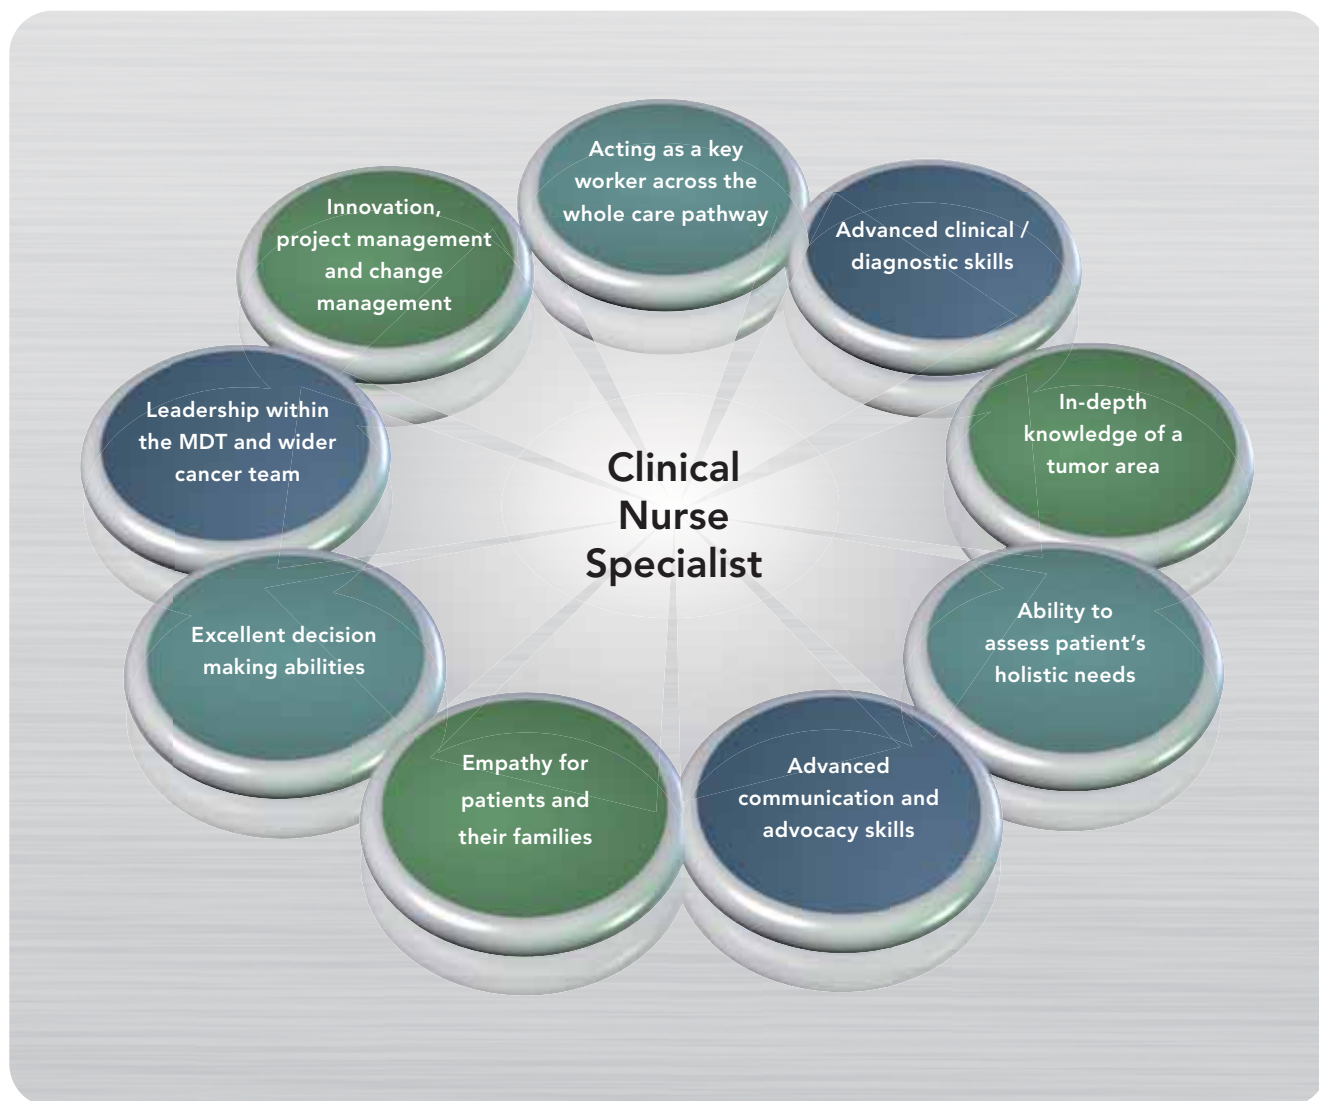 Acting as a key
worker across the
whole care pathway
Advanced clinical /
diagnostic skills
In-depth
knowledge of a
tumor area
Ability to
assess patient’s
holistic needs
Advanced
communication and
advocacy skills
Empathy for
patients and
their families
Excellent decision
making abilities
Leadership within
the MDT and wider
cancer team
Innovation,
project management
and change
management
Clinical
Nurse
Specialist